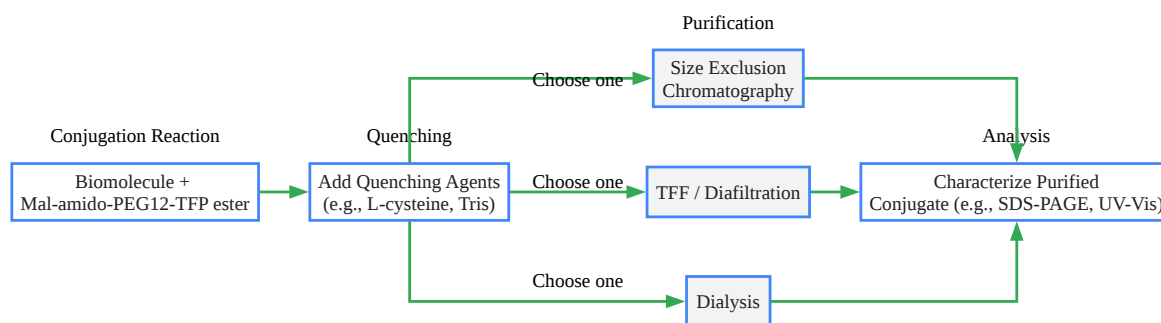 Purification
Choose one
Size Exclusion
Chromatography
Conjugation Reaction
Quenching
Analysis
Biomolecule +
Mal-amido-PEG12-TFP ester
Add Quenching Agents
(e.g., L-cysteine, Tris)
Choose one
TFF / Diafiltration
Characterize Purified
Conjugate (e.g., SDS-PAGE, UV-Vis)
Choose one
Dialysis